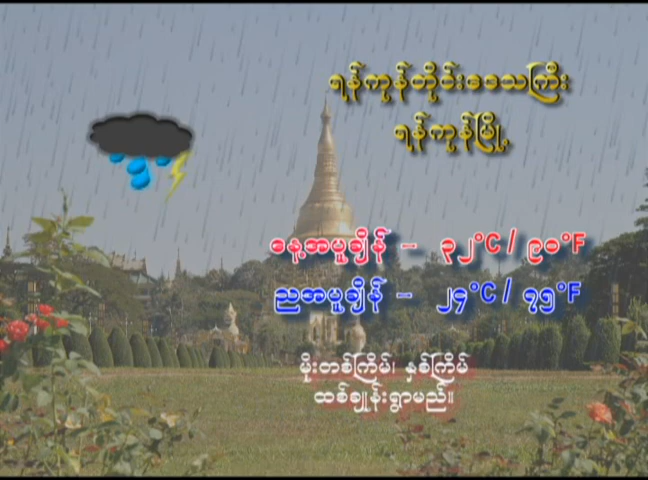 ရန်ကုန်တိုင်းဒေသကြီး
ရန်ကုန်မြို့
နေ့အပူချိန် - ၃၂°C / ၉၀°F
ညအပူချိန် - ၂၄°C / ၇၅°F
မိုးတစ်ကြိမ်၊ နှစ်ကြိမ်
ထစ်ချုန်းရွာမည်။